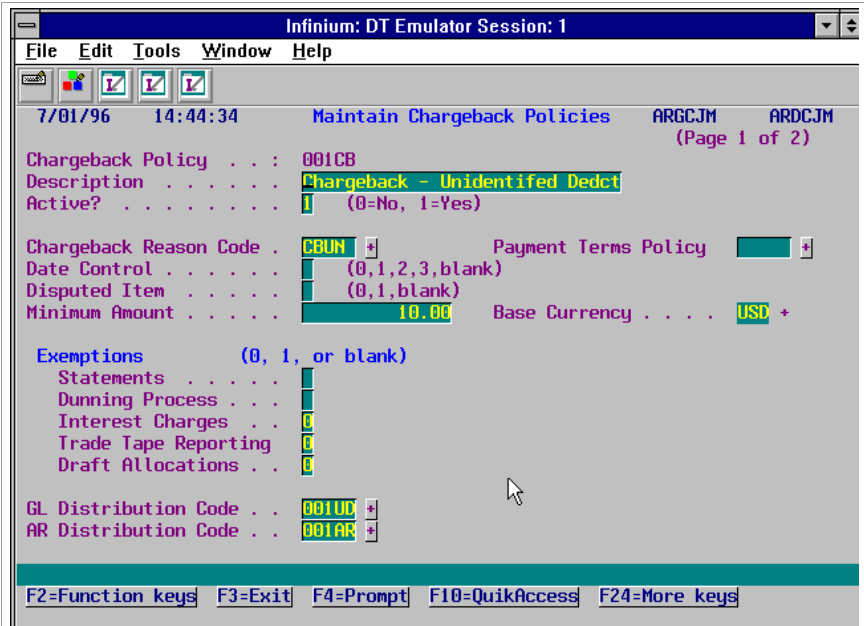 Infinium: DT Emulator Session: 1
File Edit Tools Window Help
7/01/96 14:44:34 Maintain Chargeback Policies ARGCJM ARDCJM
(Page 1 of 2)
Chargeback Policy . . : 001CB
Description . . . . . . Chargeback - Unidentifed Dedct
Active? . . . . . . . . 1 (0=No, 1=Yes)
Chargeback Reason Code . CBUN + Payment Terms Policy +
Date Control . . . . . . (0,1,2,3,blank)
Disputed Item . . . . . (0,1,blank)
Minimum Amount . . . . . 10.00 Base Currency . . . . USD +
Exemptions (0, 1, or blank)
Statements . . . . .
Dunning Process . . .
Interest Charges . . 0
Trade Tape Reporting 0
Draft Allocations . . 0
GL Distribution Code . . 001UD +
AR Distribution Code . . 001AR +
F2=Function keys F3=Exit F4=Prompt F10=QuikAccess F24=More keys